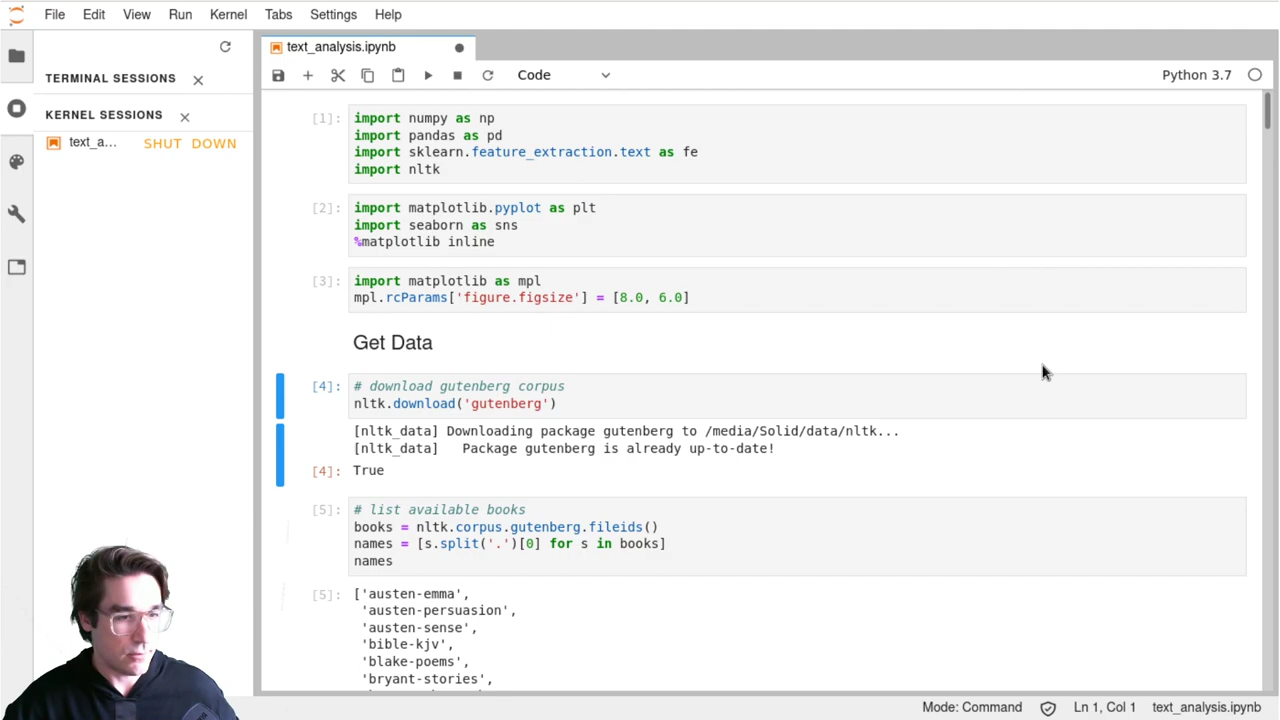 File Edit View Run Kernel Tabs Settings Help
text_analysis.ipynb
TERMINAL SESSIONS
KERNEL SESSIONS
text_a... SHUT DOWN
Code
Python 3.7
[1]: import numpy as np
import pandas as pd
import sklearn.feature_extraction.text as fe
import nltk
[2]: import matplotlib.pyplot as plt
import seaborn as sns
%matplotlib inline
[3]: import matplotlib as mpl
mpl.rcParams['figure.figsize'] = [8.0, 6.0]
Get Data
[4]: # download gutenberg corpus
nltk.download('gutenberg')
[nltk_data] Downloading package gutenberg to /media/Solid/data/nltk...
[nltk_data]   Package gutenberg is already up-to-date!
[4]: True
[5]: # list available books
books = nltk.corpus.gutenberg.fileids()
names = [s.split('.')[0] for s in books]
names
[5]: ['austen-emma',
'austen-persuasion',
'austen-sense',
'bible-kjv',
'blake-poems',
'bryant-stories',
Mode: Command Ln 1, Col 1 text_analysis.ipynb